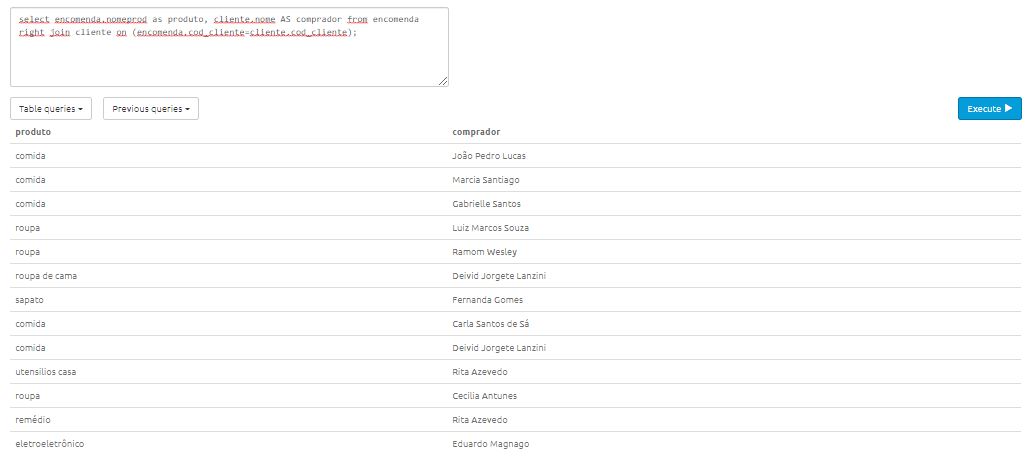 select encomenda.nomeprod as produto, cliente.nome AS comprador from encomenda
right join cliente on (encomenda.cod_cliente=cliente.cod_cliente);
Table queries Previous queries Execute
produto comprador
comida João Pedro Lucas
comida Marcia Santiago
comida Gabrielle Santos
roupa Luiz Marcos Souza
roupa Ramom Wesley
roupa de cama Deivid Jorgete Lanzini
sapato Fernanda Gomes
comida Carla Santos de Sá
comida Deivid Jorgete Lanzini
utensilios casa Rita Azevedo
roupa Cecilia Antunes
remédio Rita Azevedo
eletroeletrônico Eduardo Magnago